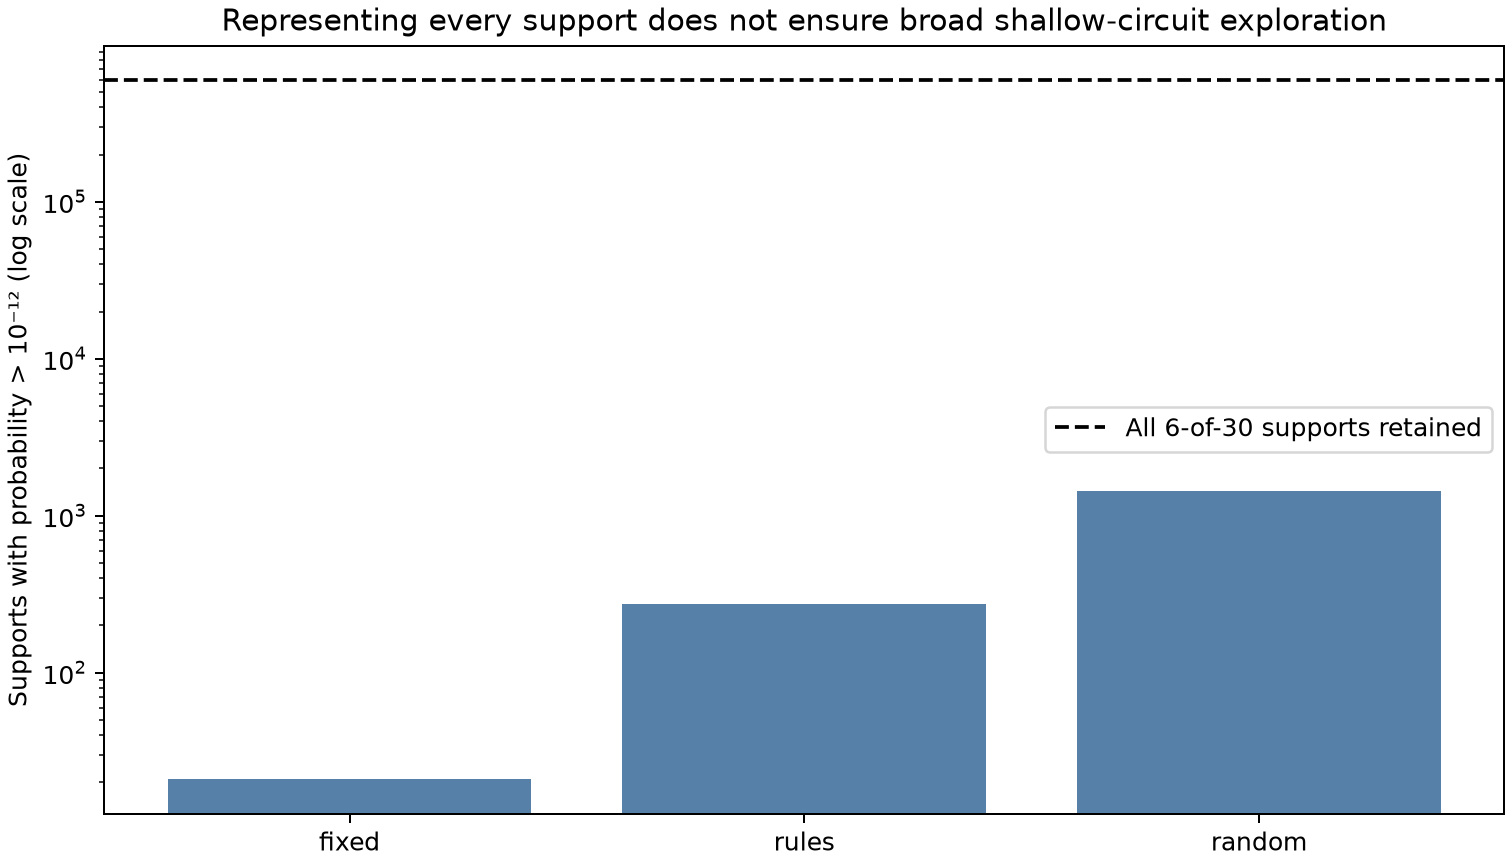 Representing every support does not ensure broad shallow-circuit exploration
Supports with probability > 10⁻¹² (log scale)
10⁵
10⁴
10³
10²
All 6-of-30 supports retained
fixed
rules
random